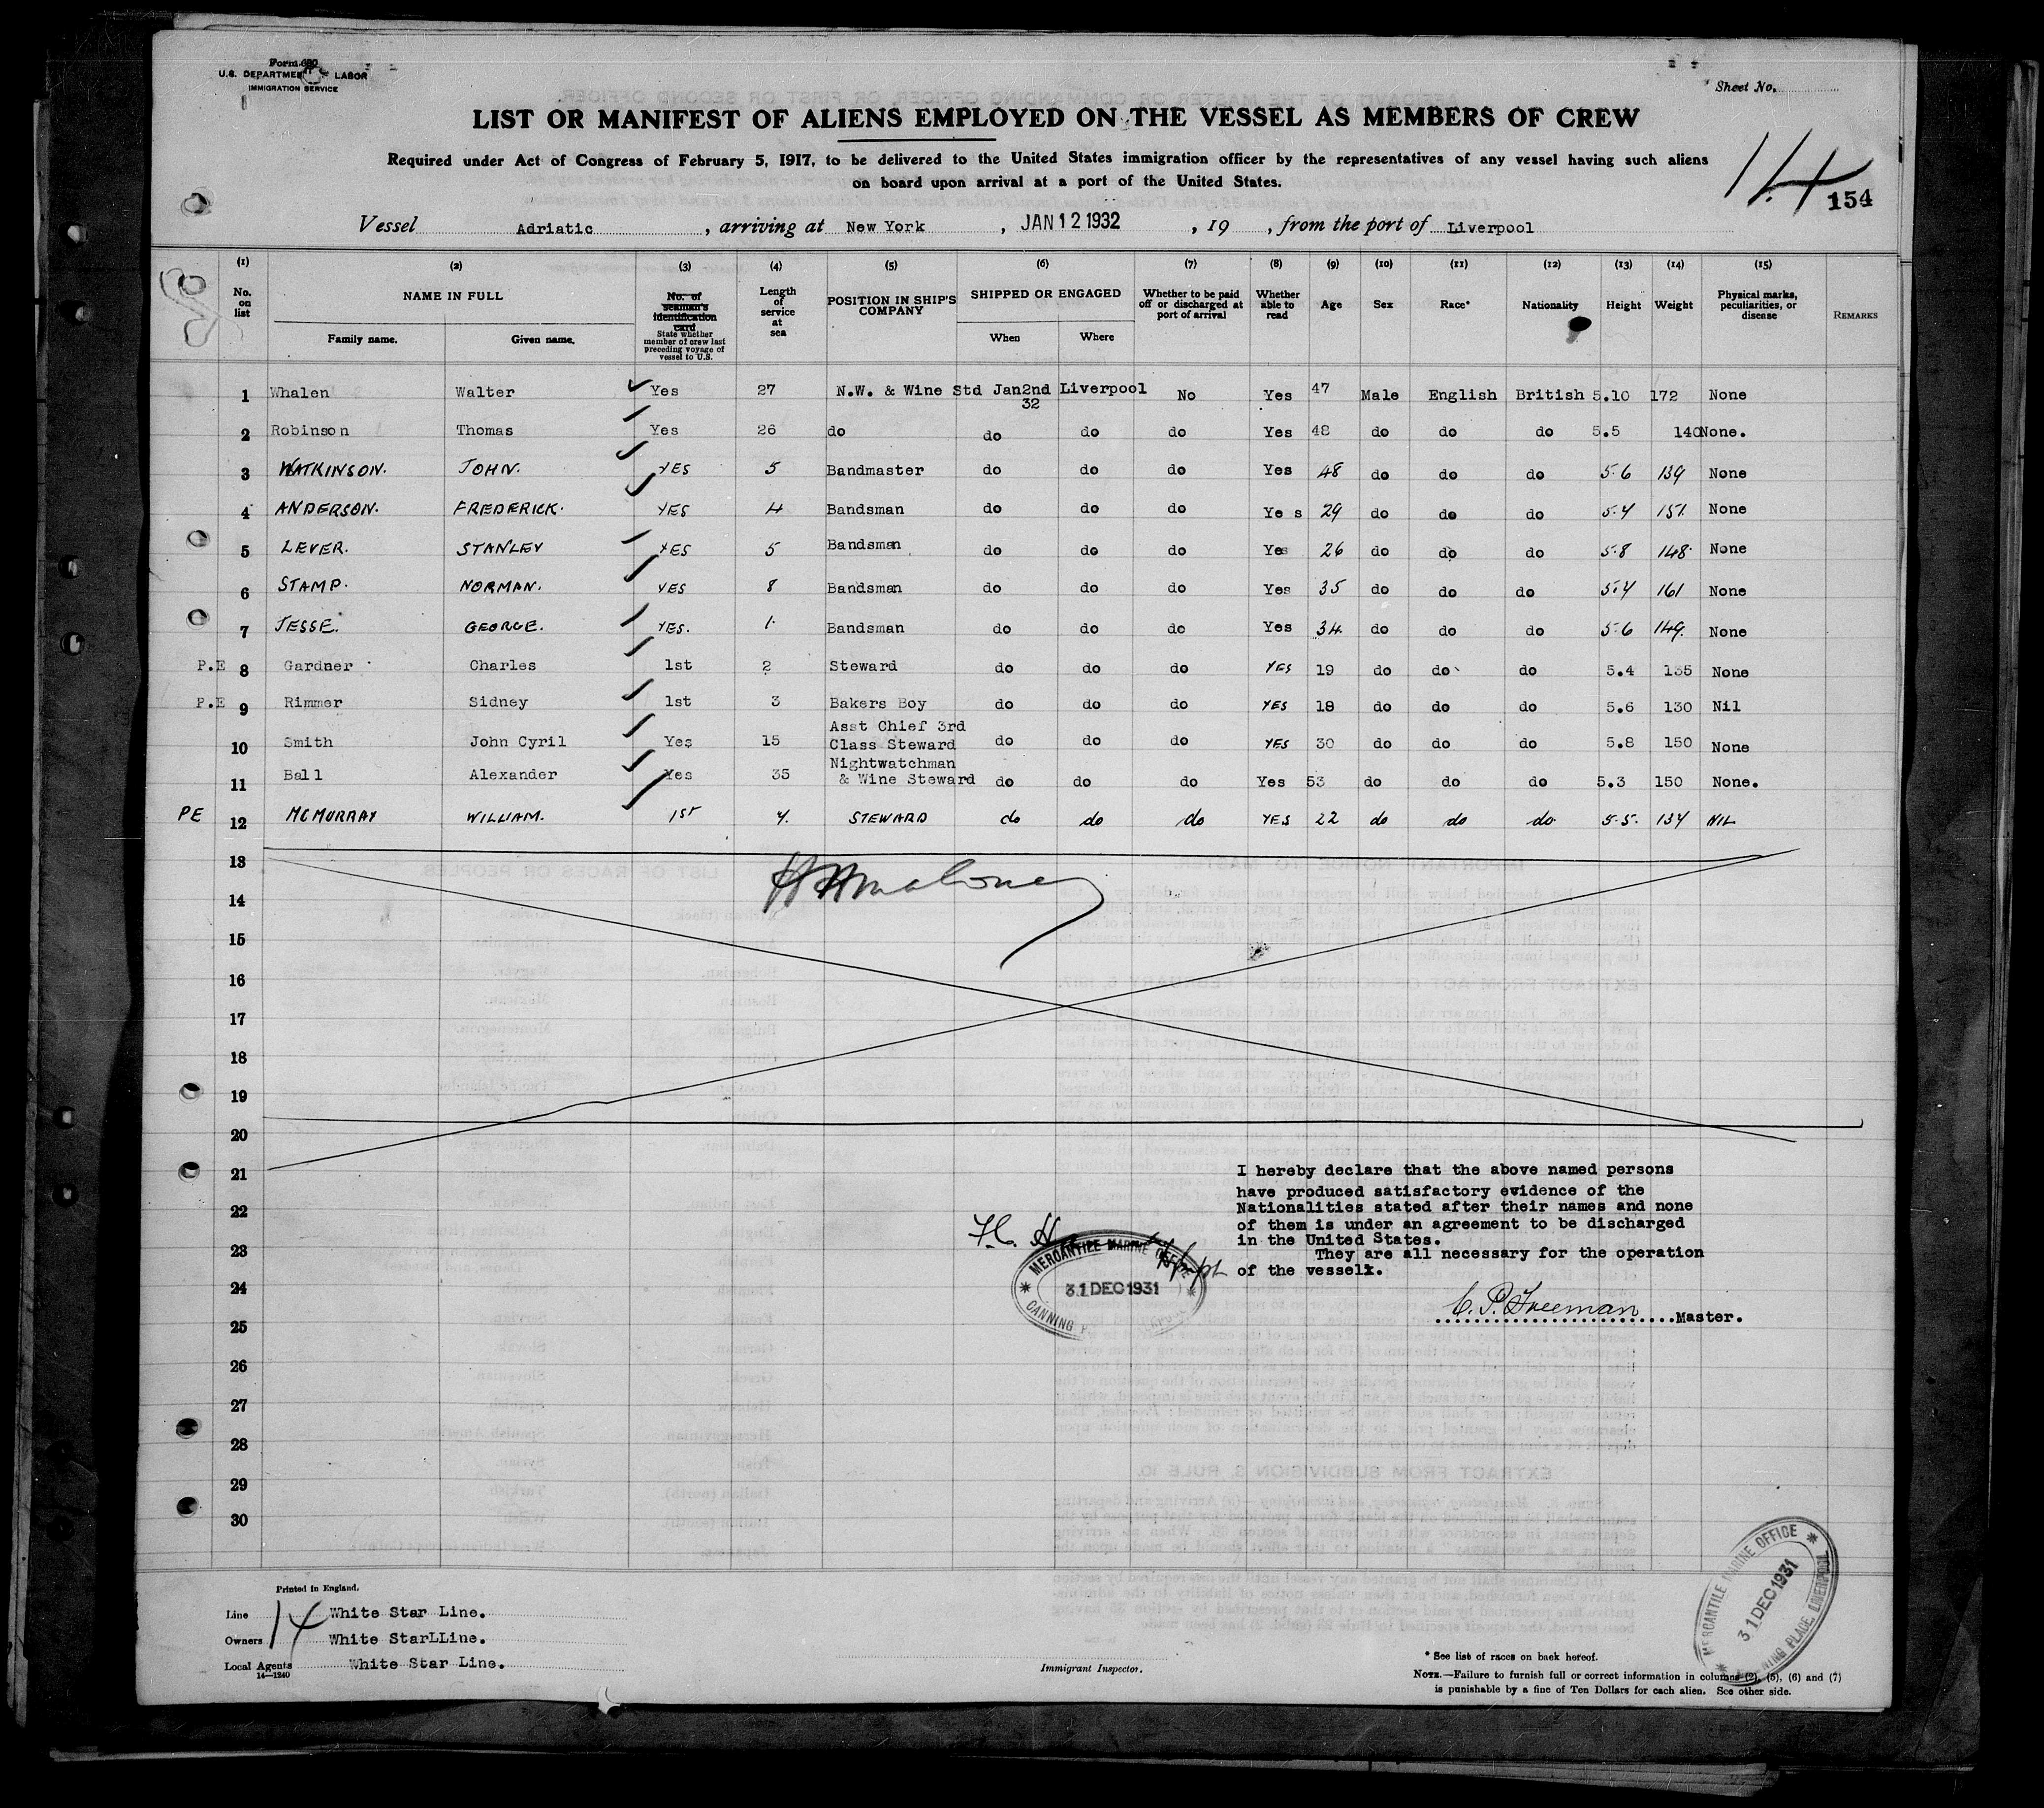 Form 680
U.S. DEPARTMENT OF LABOR
IMMIGRATION SERVICE
Sheet No.
LIST OR MANIFEST OF ALIENS EMPLOYED ON THE VESSEL AS MEMBERS OF CREW
Required under Act of Congress of February 5, 1917, to be delivered to the United States immigration officer by the representatives of any vessel having such aliens
on board upon arrival at a port of the United States.
14
154
Vessel Adriatic, arriving at New York, JAN 12 1932, 19 , from the port of Liverpool
(1) (2) (3) (4) (5) (6) (7) (8) (9) (10) (11) (12) (13) (14) (15)
No. on list
NAME IN FULL
Family name. Given name.
No. of seaman's identification card
State whether member of crew last preceding voyage of vessel to U.S.
Length of service at sea
POSITION IN SHIP'S COMPANY
SHIPPED OR ENGAGED
When Where
Whether to be paid off or discharged at port of arrival
Whether able to read
Age
Sex
Race*
Nationality
Height
Weight
Physical marks, peculiarities, or disease
REMARKS
1 Whalen Walter Yes 27 N.W. & Wine Std Jan2nd 32 Liverpool No Yes 47 Male English British 5.10 172 None
2 Robinson Thomas Yes 26 do do do do Yes 48 do do do 5.5 140 None.
3 WATKINSON. JOHN. YES 5 Bandmaster do do do Yes 48 do do do 5.6 139 None
4 ANDERSON. FREDERICK. YES 4 Bandsman do do do Ye s 29 do do do 5.4 151. None
5 LEVER. STANLEY YES 5 Bandsman do do do Yes 26 do do do 5.8 148. None
6 STAMP. NORMAN. YES 8 Bandsman do do do Yes 35 do do do 5.4 161 None
7 JESSE. GEORGE. YES. 1. Bandsman do do do Yes 34 do do do 5.6 149. None
P.E 8 Gardner Charles 1st 2 Steward do do do YES 19 do do do 5.4 135 None
P.E 9 Rimmer Sidney 1st 3 Bakers Boy do do do YES 18 do do do 5.6 130 Nil
10 Smith John Cyril Yes 15 Asst Chief 3rd Class Steward do do do YES 30 do do do 5.8 150 None
11 Ball Alexander Yes 35 Nightwatchman & Wine Steward do do do Yes 53 do do do 5.3 150 None.
PE 12 MCMURRAY WILLIAM. 1ST 4. STEWARD do do do YES 22 do do do 5.5. 134 NIL
13
14
15
16
17
18
19
20
21
22
23
24
25
26
27
28
29
30
I hereby declare that the above named persons
have produced satisfactory evidence of the
Nationalities stated after their names and none
of them is under an agreement to be discharged
in the United States.
They are all necessary for the operation
of the vessel.
C. P. Freeman Master.
MERCANTILE MARINE OFFICE
31 DEC 1931
CANNING
MERCANTILE MARINE OFFICE
31 DEC 1931
CANNING PLACE, LIVERPOOL
Printed in England.
Line White Star Line.
Owners White StarLLine.
Local Agents White Star Line.
14—1240
14
Immigrant Inspector.
* See list of races on back hereof.
NOTE.—Failure to furnish full or correct information in columns (2), (5), (6) and (7)
is punishable by a fine of Ten Dollars for each alien. See other side.